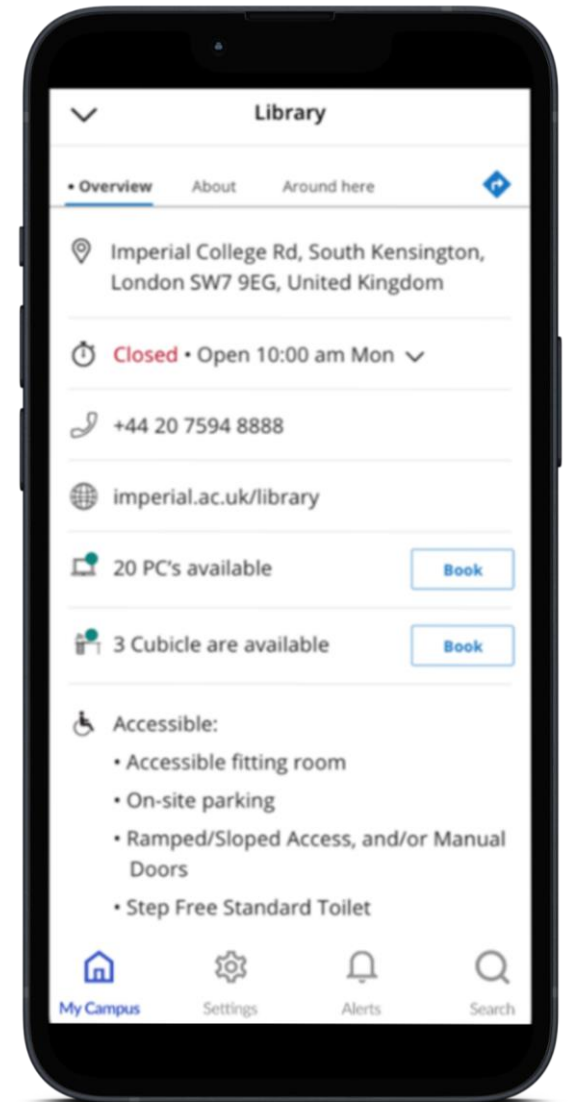 Library
• Overview About Around here
Imperial College Rd, South Kensington,
London SW7 9EG, United Kingdom
Closed • Open 10:00 am Mon
+44 20 7594 8888
imperial.ac.uk/library
20 PC's available Book
3 Cubicle are available Book
Accessible:
• Accessible fitting room
• On-site parking
• Ramped/Sloped Access, and/or Manual
Doors
• Step Free Standard Toilet
My Campus Settings Alerts Search